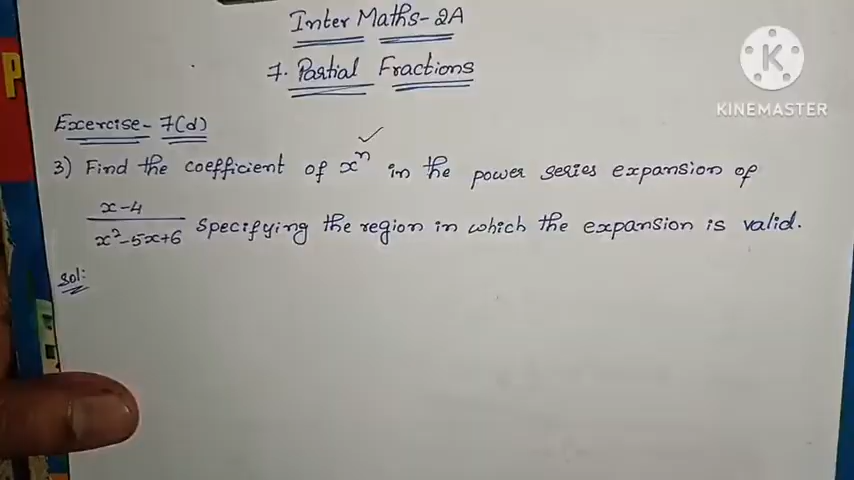 Inter Maths-2A
7. Partial Fractions
P
K
KINEMASTER
Exercise-7(d)
3) Find the coefficient of xⁿ in the power series expansion of
x-4
x²-5x+6 specifying the region in which the expansion is valid.
Sol: